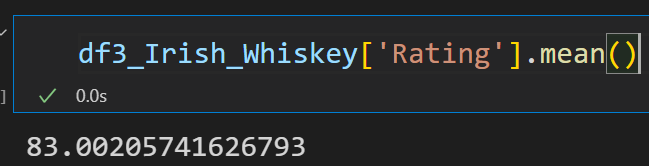 df3_Irish_Whiskey['Rating'].mean()
]
0.0s
83.00205741626793